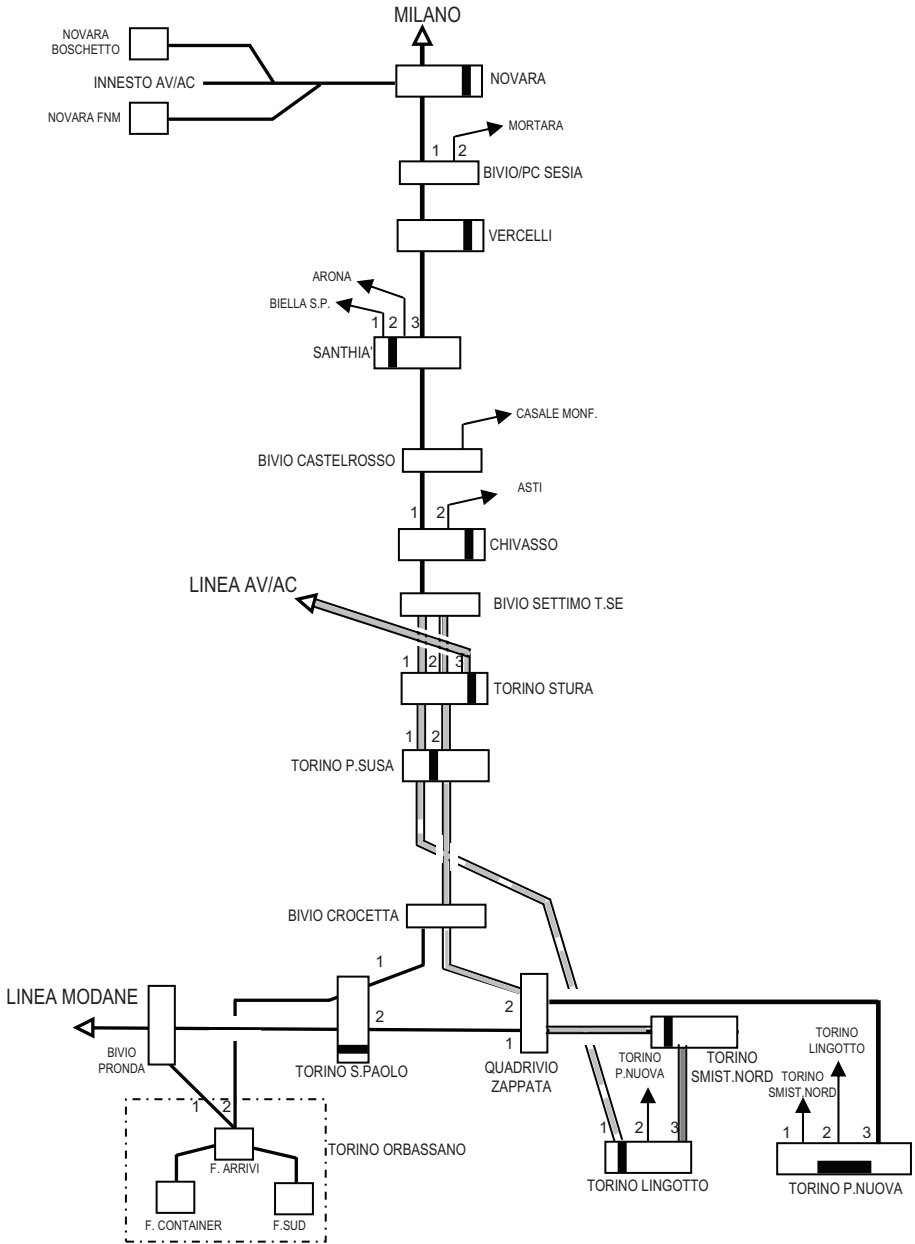 MILANO
NOVARA
BOSCHETTO
INNESTO AV/AC
NOVARA
NOVARA FNM
MORTARA
1 2
BIVIO/PC SESIA
VERCELLI
ARONA
BIELLA S.P.
1 2 3
SANTHIA'
CASALE MONF.
BIVIO CASTELROSSO
ASTI
1 2
CHIVASSO
LINEA AV/AC
BIVIO SETTIMO T.SE
1 2 3
TORINO STURA
1 2
TORINO P.SUSA
BIVIO CROCETTA
1
LINEA MODANE
2
2
1
BIVIO
PRONDA
TORINO S.PAOLO
QUADRIVIO
ZAPPATA
TORINO
P.NUOVA
TORINO
SMIST.NORD
TORINO
LINGOTTO
TORINO
SMIST.NORD
1 2
1 2 3
1 2 3
TORINO ORBASSANO
F. ARRIVI
TORINO LINGOTTO
TORINO P.NUOVA
F. CONTAINER
F.SUD